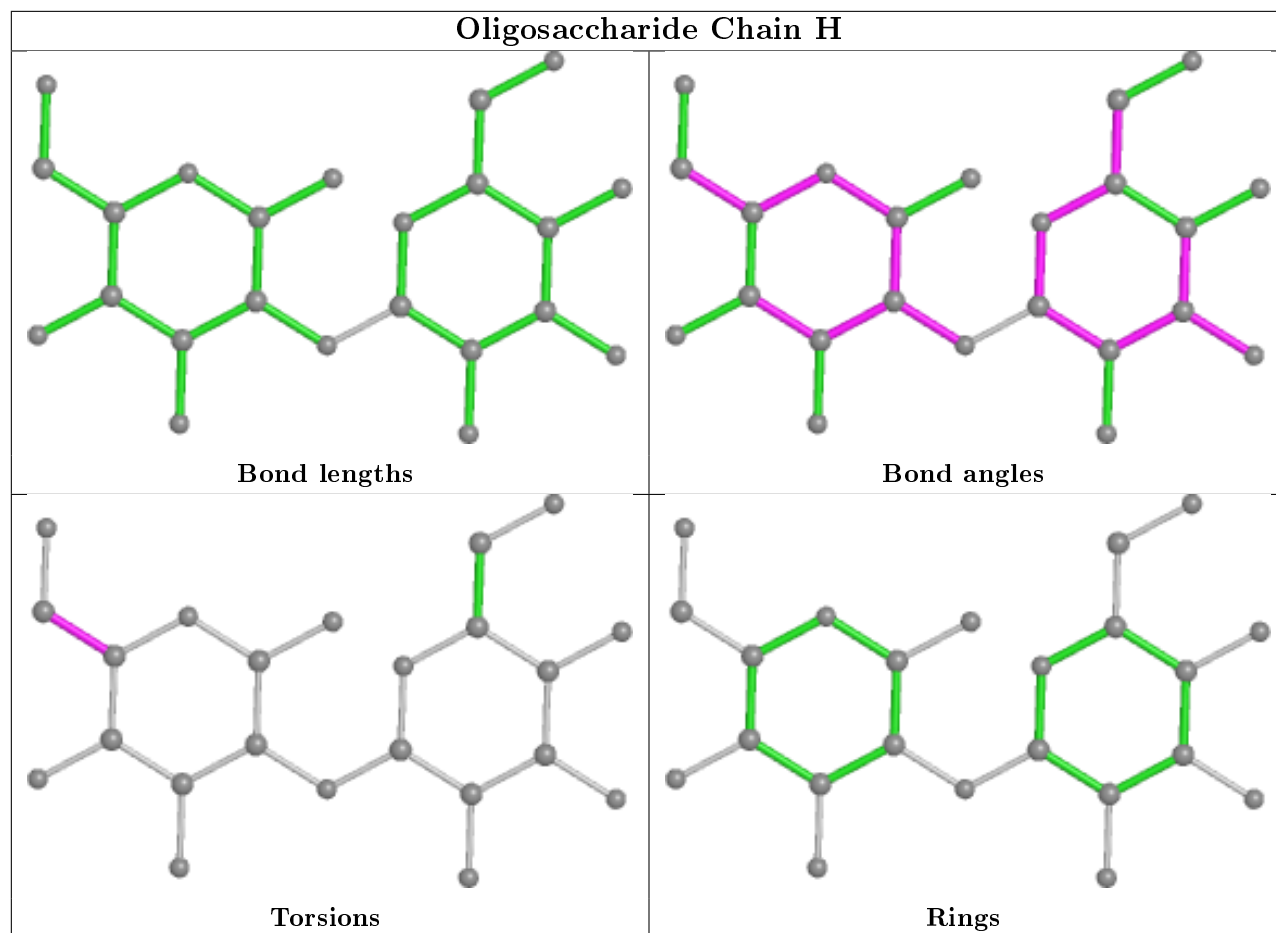 Oligosaccharide Chain H
Bond lengths
Bond angles
Torsions
Rings